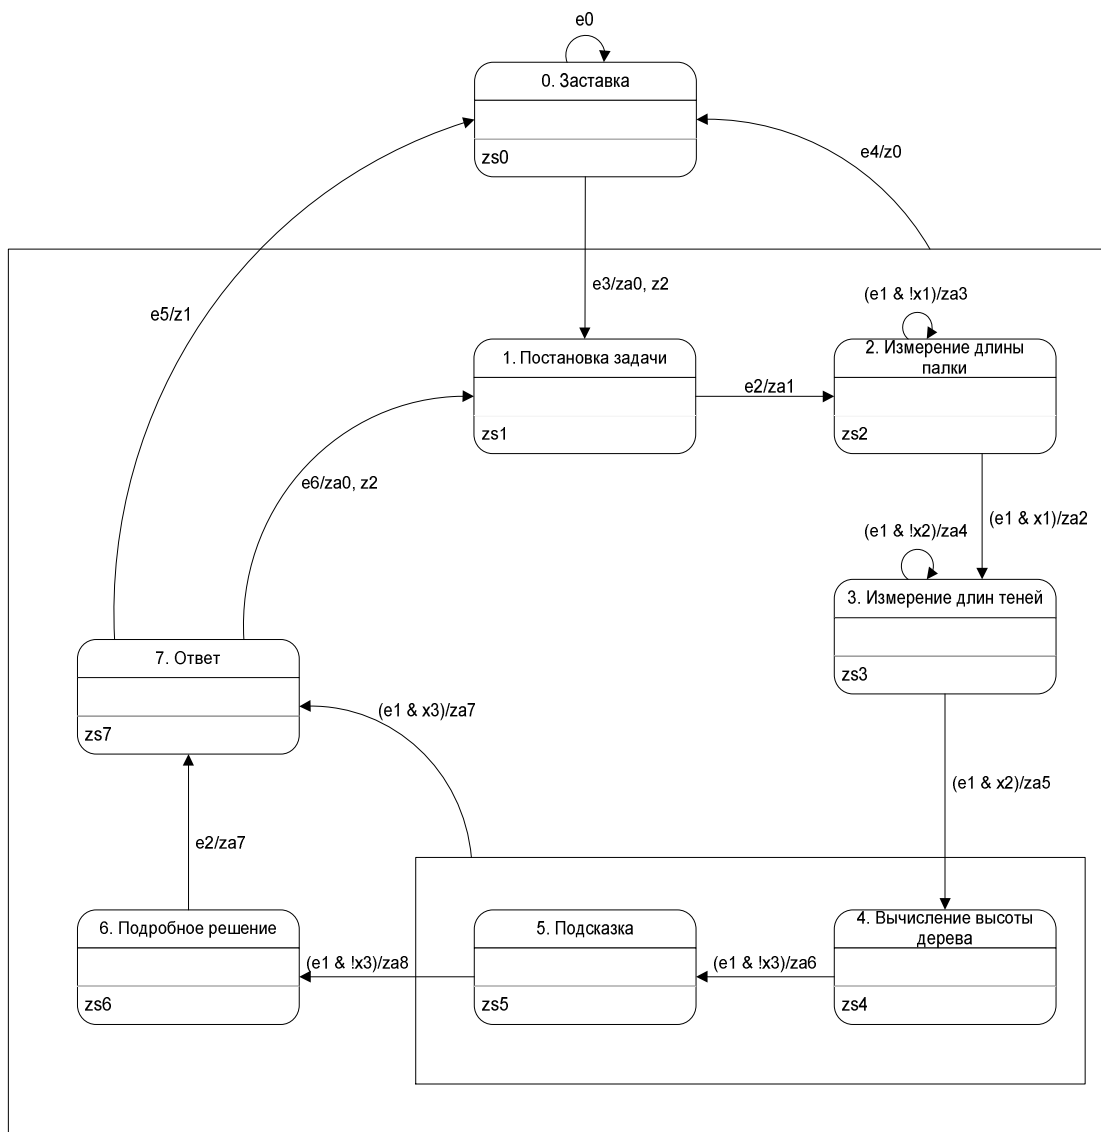 e0
0. Заставка
zs0
e4/z0
e3/za0, z2
e5/z1
(e1 & !x1)/za3
1. Постановка задачи
zs1
e2/za1
2. Измерение длины
палки
zs2
e6/za0, z2
(e1 & x1)/za2
(e1 & !x2)/za4
3. Измерение длин теней
zs3
7. Ответ
zs7
(e1 & x3)/za7
(e1 & x2)/za5
e2/za7
6. Подробное решение
zs6
(e1 & !x3)/za8
5. Подсказка
zs5
(e1 & !x3)/za6
4. Вычисление высоты
дерева
zs4